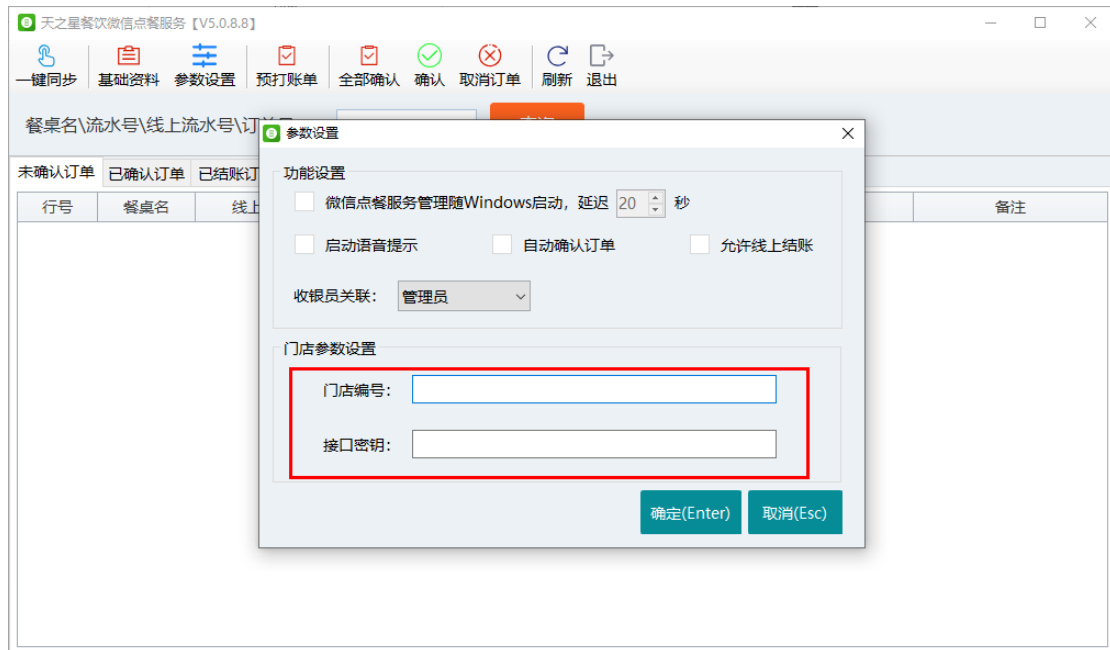 天之星餐饮微信点餐服务【V5.0.8.8】
一键同步 基础资料 参数设置 预打账单 全部确认 确认 取消订单 刷新 退出
餐桌名\流水号\线上流水号\订
参数设置
未确认订单 已确认订单 已结账订
功能设置
行号 餐桌名 线上 备注
微信点餐服务管理随Windows启动，延迟 20 秒
启动语音提示 自动确认订单 允许线上结账
收银员关联： 管理员
门店参数设置
门店编号：
接口密钥：
确定(Enter) 取消(Esc)